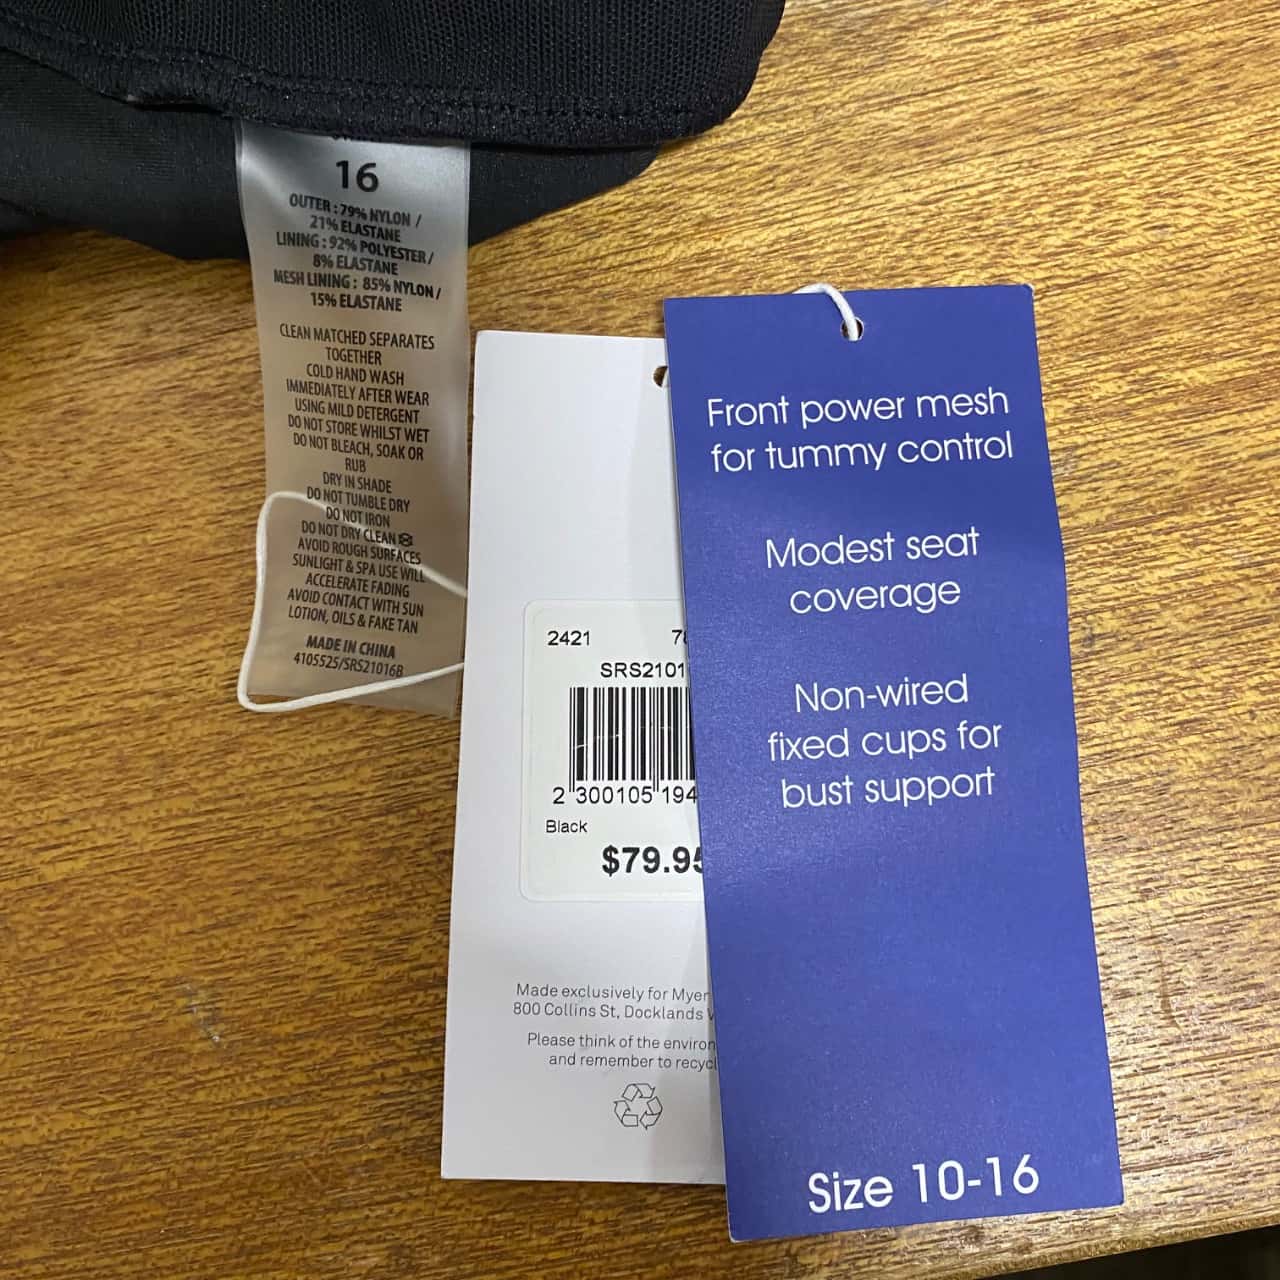 16
OUTER : 79% NYLON /
21% ELASTANE
LINING : 92% POLYESTER /
8% ELASTANE
MESH LINING : 85% NYLON /
15% ELASTANE
CLEAN MATCHED SEPARATES
TOGETHER
COLD HAND WASH
IMMEDIATELY AFTER WEAR
USING MILD DETERGENT
DO NOT STORE WHILST WET
DO NOT BLEACH, SOAK OR
RUB
DRY IN SHADE
DO NOT TUMBLE DRY
DO NOT IRON
DO NOT DRY CLEAN
AVOID ROUGH SURFACES
SUNLIGHT & SPA USE WILL
ACCELERATE FADING
AVOID CONTACT WITH SUN
LOTION, OILS & FAKE TAN
MADE IN CHINA
4105525/SRS21016B
2421 78
SRS2101
2 300105 194
Black
$79.95
Made exclusively for Myer
800 Collins St, Docklands V
Please think of the environ
and remember to recycl
Front power mesh
for tummy control
Modest seat
coverage
Non-wired
fixed cups for
bust support
Size 10-16